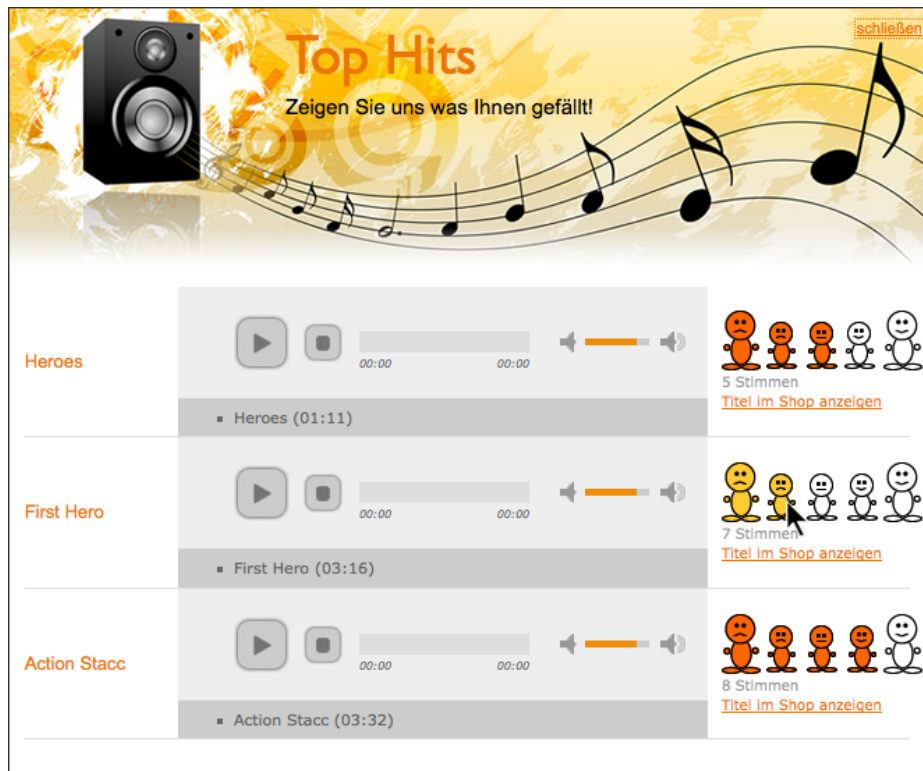 schließen
Top Hits
Zeigen Sie uns was Ihnen gefällt!
Heroes
00:00 00:00
Heroes (01:11)
5 Stimmen
Titel im Shop anzeigen
First Hero
00:00 00:00
First Hero (03:16)
7 Stimmen
Titel im Shop anzeigen
Action Stacc
00:00 00:00
Action Stacc (03:32)
8 Stimmen
Titel im Shop anzeigen